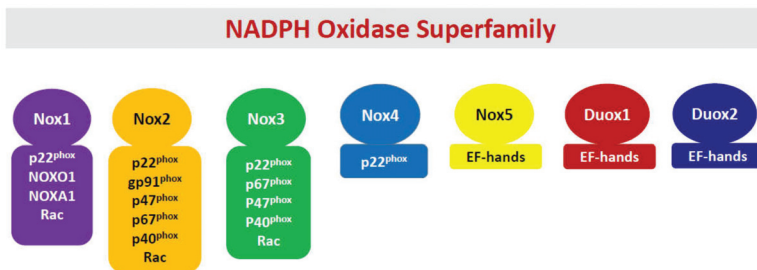 NADPH Oxidase Superfamily
Nox1
p22phox
NOXO1
NOXA1
Rac
Nox2
p22phox
gp91phox
p47phox
p67phox
p40phox
Rac
Nox3
p22phox
p67phox
P47phox
P40phox
Rac
Nox4
p22phox
Nox5
EF-hands
Duox1
EF-hands
Duox2
EF-hands